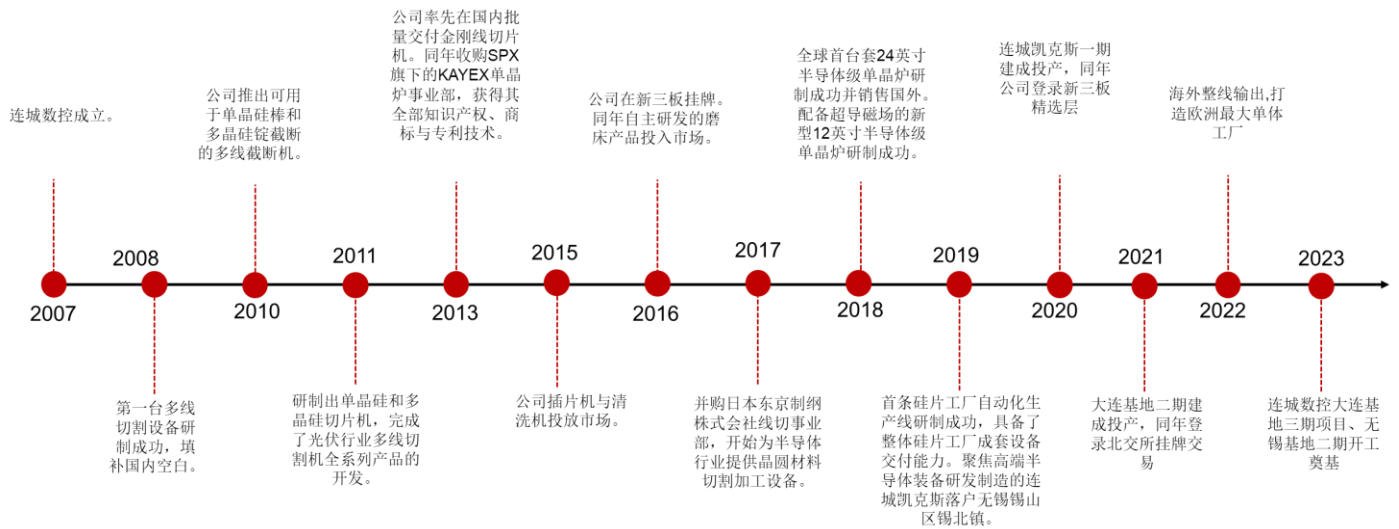 连城数控成立。
2007
2008
第一台多线
切割设备研
制成功，填
补国内空白。
公司推出可用
于单晶硅棒和
多晶硅锭截断
的多线截断机。
2010
2011
研制出单晶硅和多
晶硅切片机，完成
了光伏行业多线切
割机全系列产品的
开发。
公司率先在国内批
量交付金刚线切片
机。同年收购SPX
旗下的KAYEX单晶
炉事业部，获得其
全部知识产权、商
标与专利技术。
2013
2015
公司插片机与清
洗机投放市场。
公司在新三板挂牌。
同年自主研发的磨
床产品投入市场。
2016
2017
并购日本东京制纲
株式会社线切事业
部，开始为半导体
行业提供晶圆材料
切割加工设备。
全球首台套24英寸
半导体级单晶炉研
制成功并销售国外。
配备超导磁场的新
型12英寸半导体级
单晶炉研制成功。
2018
2019
首条硅片工厂自动化生
产线研制成功，具备了
整体硅片工厂成套设备
交付能力。聚焦高端半
导体装备研发制造的连
城凯克斯落户无锡锡山
区锡北镇。
连城凯克斯一期
建成投产，同年
公司登录新三板
精选层
2020
2021
大连基地二期建
成投产，同年登
录北交所挂牌交
易
海外整线输出,打
造欧洲最大单体
工厂
2022
2023
连城数控大连基
地三期项目、无
锡基地二期开工
奠基